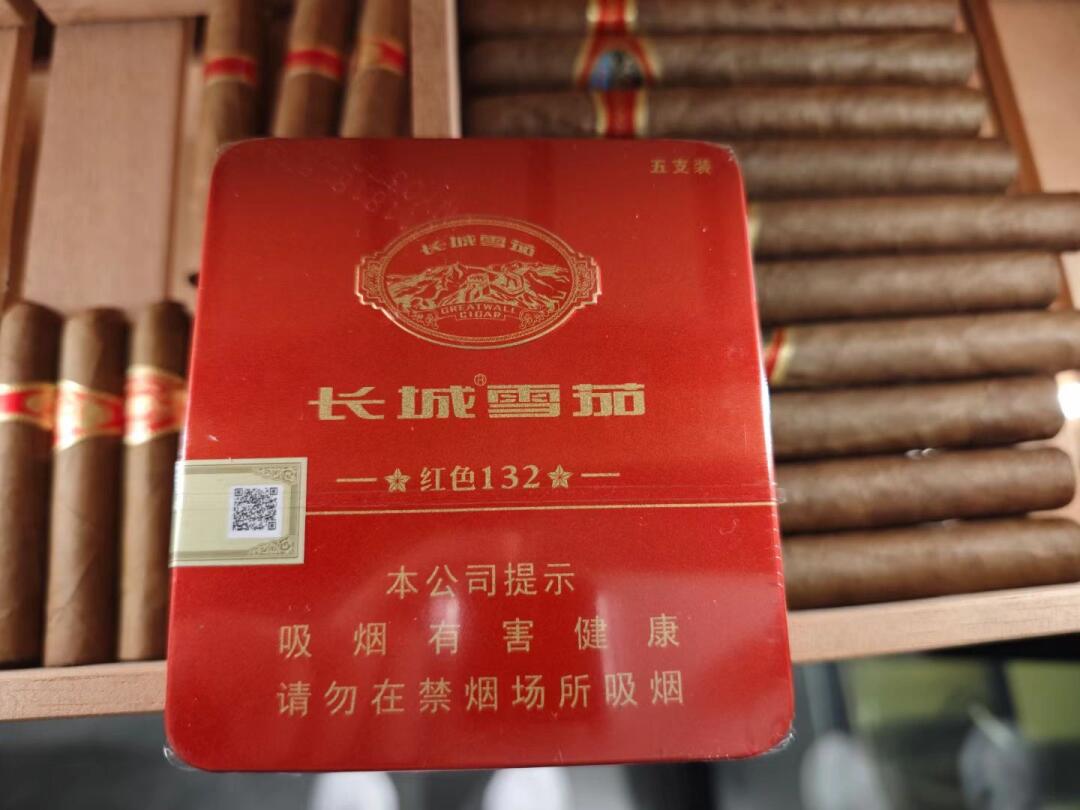 五支装
长城雪茄
GREATWALL
CIGAR
长城®雪茄
红色132
本公司提示
吸烟有害健康
请勿在禁烟场所吸烟